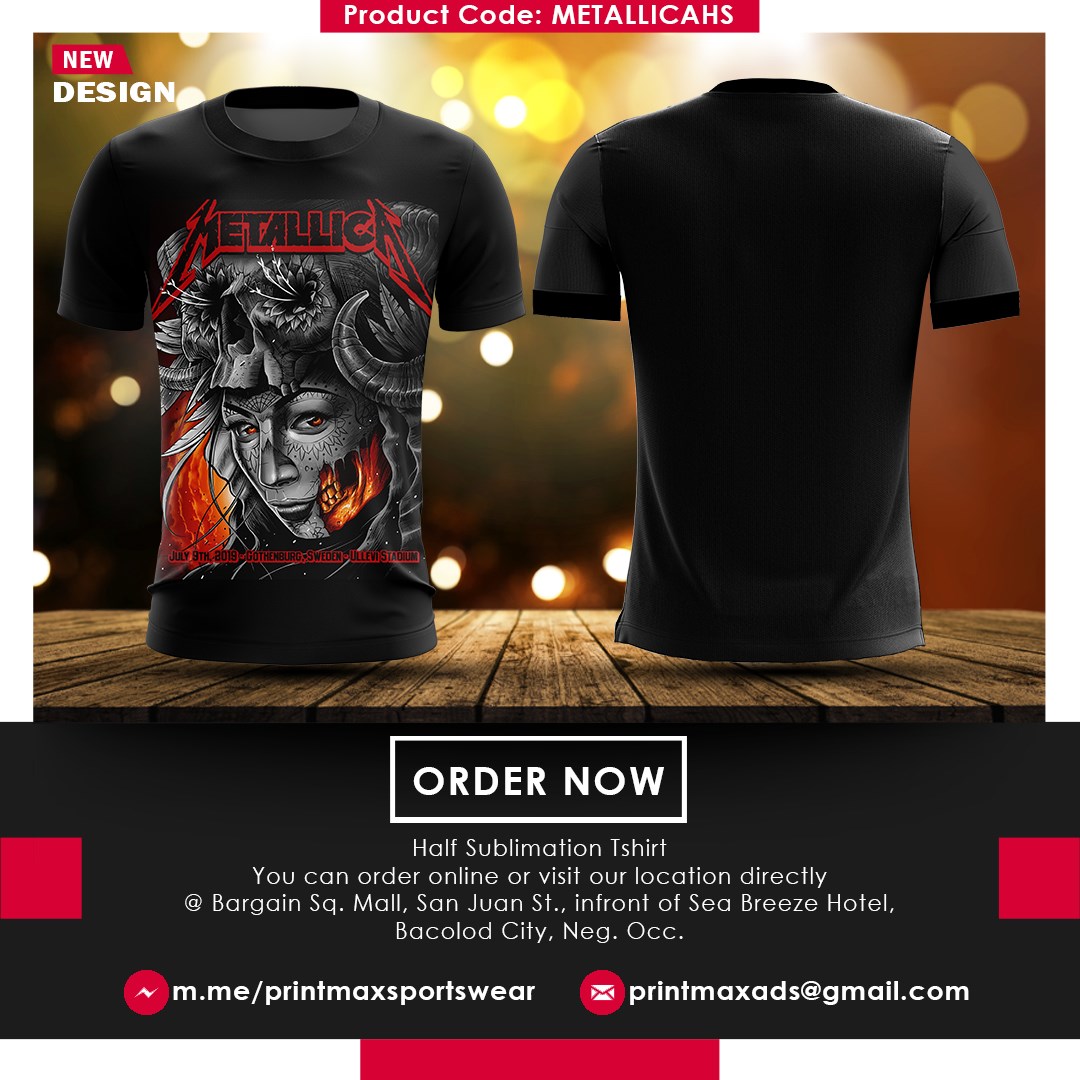 Product Code: METALLICAHS
NEW
DESIGN
METALLICA
JULY 9TH, 2019 - GOTHENBURG, SWEDEN - ULLEVI STADIUM
ORDER NOW
Half Sublimation Tshirt
You can order online or visit our location directly
@ Bargain Sq. Mall, San Juan St., infront of Sea Breeze Hotel,
Bacolod City, Neg. Occ.
m.me/printmaxsportswear
printmaxads@gmail.com